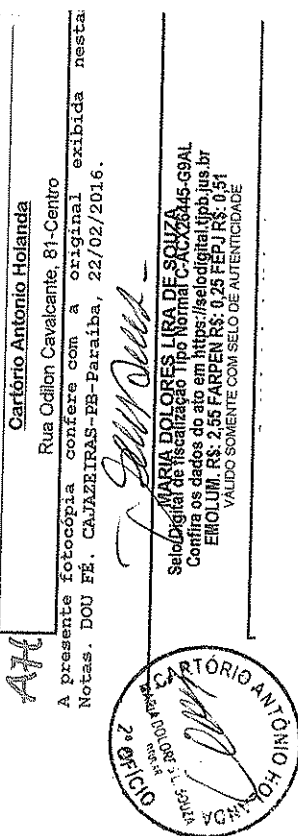 AH
Cartório Antonio Holanda
Rua Odilon Cavalcante, 81-Centro
A presente fotocópia confere com a original exibida nesta
Notas. DOU FÉ. CAJAZEIRAS-PB-Paraíba, 22/02/2016.
MARIA DOLORES LIRA DE SOUZA
Selo Digital de fiscalização Tipo Normal C-ACX26445-G9AL
Confira os dados do ato em https://selodigital.tjpb.jus.br
EMOLUM. R$: 2,55 FARPEN R$: 0,25 FEPJ R$: 0,51
VÁLIDO SOMENTE COM SELO DE AUTENTICIDADE
CARTÓRIO ANTÔNIO HOLANDA
2º OFÍCIO